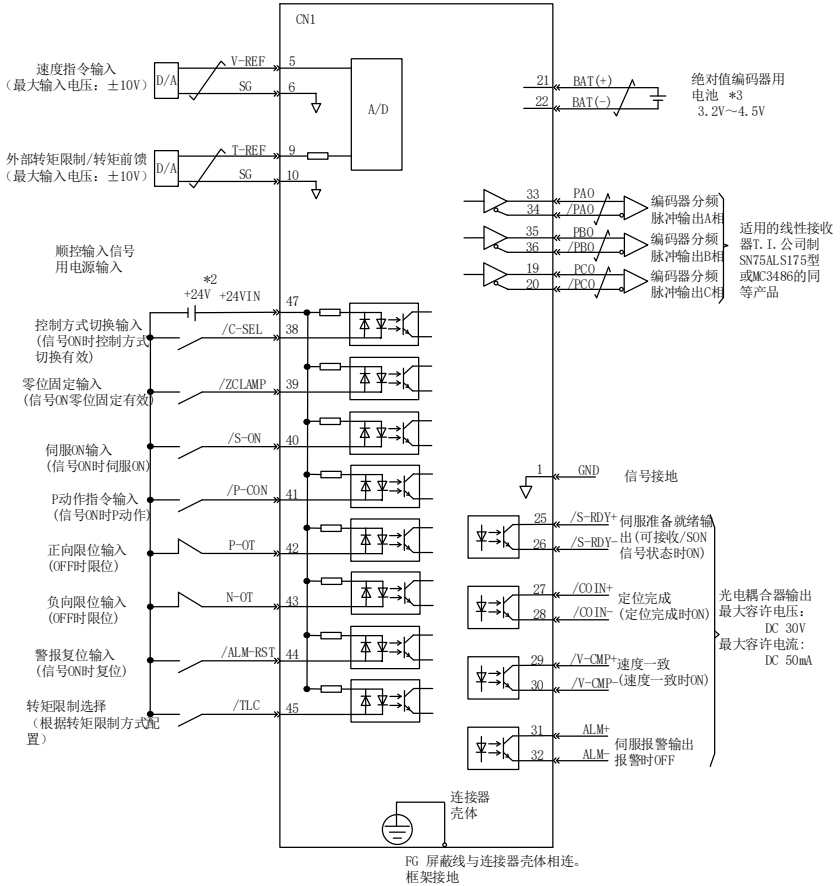 CN1
速度指令输入
（最大输入电压：±10V）
D/A
V-REF
5
SG
6
A/D
外部转矩限制/转矩前馈
（最大输入电压：±10V）
D/A
T-REF
9
SG
10
顺控输入信号
用电源输入
*2
+24V
+24VIN
47
控制方式切换输入
(信号ON时控制方式
切换有效)
/C-SEL
38
零位固定输入
(信号ON零位固定有效)
/ZCLAMP
39
伺服ON输入
(信号ON时伺服ON)
/S-ON
40
P动作指令输入
(信号ON时P动作)
/P-CON
41
正向限位输入
(OFF时限位)
P-OT
42
负向限位输入
(OFF时限位)
N-OT
43
警报复位输入
(信号ON时复位)
/ALM-RST
44
转矩限制选择
（根据转矩限制方式配
置）
/TLC
45
21
BAT(+)
22
BAT(-)
绝对值编码器用
电池 *3
3.2V～4.5V
33
PAO
34
/PAO
编码器分频
脉冲输出A相
35
PBO
36
/PBO
编码器分频
脉冲输出B相
19
PCO
20
/PCO
编码器分频
脉冲输出C相
适用的线性接收
器T.I.公司制
SN75ALS175型
或MC3486的同
等产品
1
GND
信号接地
25
/S-RDY+
26
/S-RDY-
伺服准备就绪输
出(可接收/SON
信号状态时ON)
27
/COIN+
28
/COIN-
定位完成
(定位完成时ON)
29
/V-CMP+
30
/V-CMP-
速度一致
(速度一致时ON)
31
ALM+
32
ALM-
伺服报警输出
报警时OFF
光电耦合器输出
最大容许电压：
DC 30V
最大容许电流：
DC 50mA
连接器
壳体
FG 屏蔽线与连接器壳体相连。
框架接地